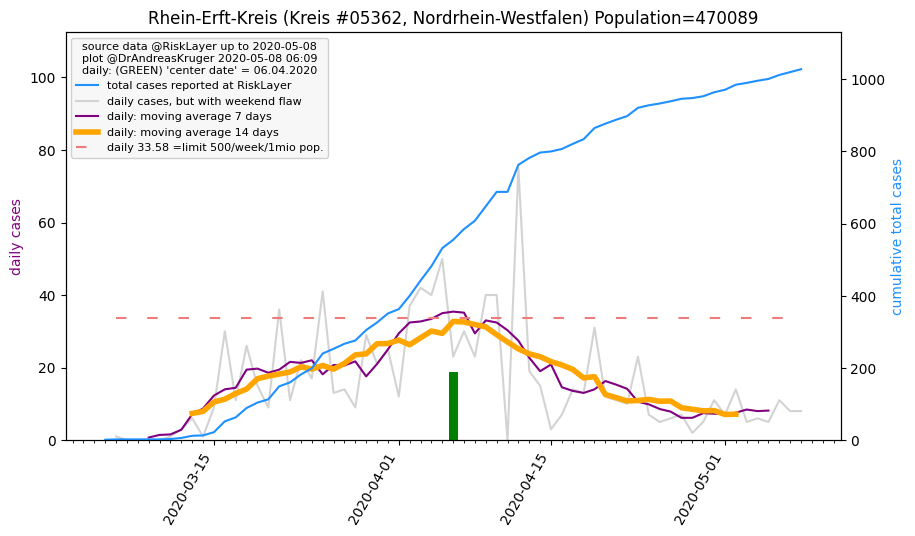 Rhein-Erft-Kreis (Kreis #05362, Nordrhein-Westfalen) Population=470089
source data @RiskLayer up to 2020-05-08
plot @DrAndreasKruger 2020-05-08 06:09
daily: (GREEN) 'center date' = 06.04.2020
total cases reported at RiskLayer
daily cases, but with weekend flaw
daily: moving average 7 days
daily: moving average 14 days
daily 33.58 =limit 500/week/1mio pop.
daily cases
100
80
60
40
20
0
cumulative total cases
1000
800
600
400
200
0
2020-03-15
2020-04-01
2020-04-15
2020-05-01